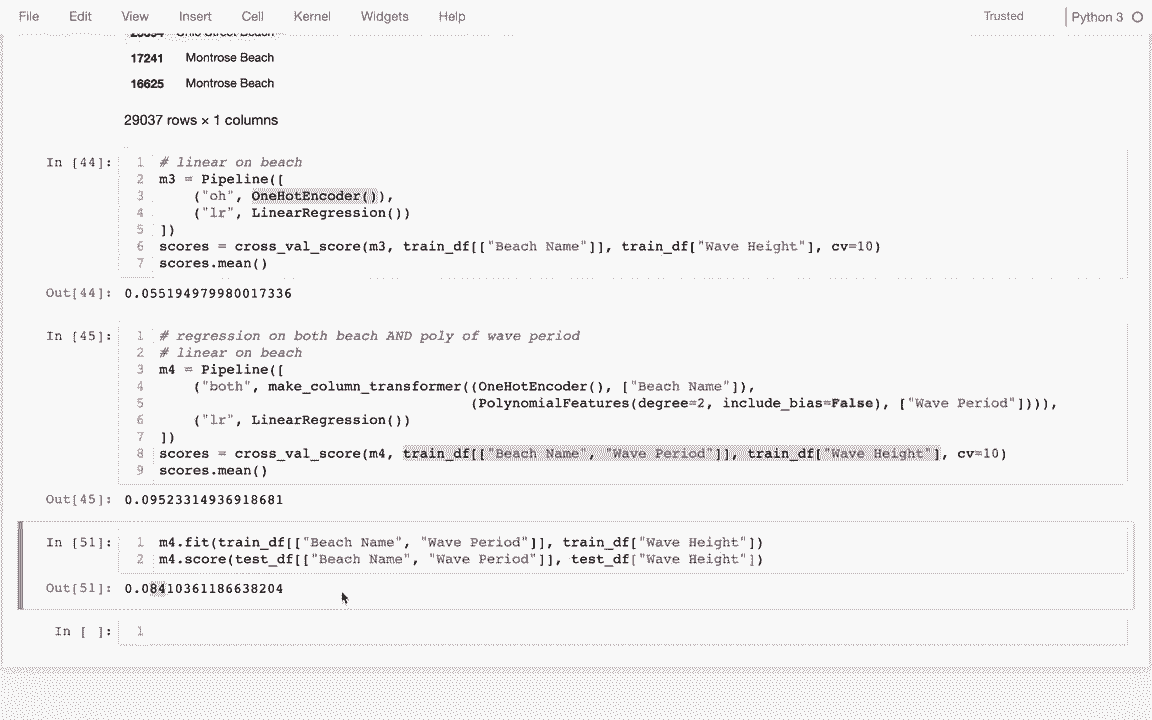 File Edit View Insert Cell Kernel Widgets Help Trusted Python 3
17241 Montrose Beach
16625 Montrose Beach
29037 rows × 1 columns
In [44]: 1 # linear on beach
2 m3 = Pipeline([
3 ("oh", OneHotEncoder()),
4 ("lr", LinearRegression())
5 ])
6 scores = cross_val_score(m3, train_df[["Beach Name"]], train_df["Wave Height"], cv=10)
7 scores.mean()
Out[44]: 0.055194979980017336
In [45]: 1 # regression on both beach AND poly of wave period
2 # linear on beach
3 m4 = Pipeline([
4 ("both", make_column_transformer((OneHotEncoder(), ["Beach Name"]),
5 (PolynomialFeatures(degree=2, include_bias=False), ["Wave Period"]))),
6 ("lr", LinearRegression())
7 ])
8 scores = cross_val_score(m4, train_df[["Beach Name", "Wave Period"]], train_df["Wave Height"], cv=10)
9 scores.mean()
Out[45]: 0.09523314936918681
In [51]: 1 m4.fit(train_df[["Beach Name", "Wave Period"]], train_df["Wave Height"])
2 m4.score(test_df[["Beach Name", "Wave Period"]], test_df["Wave Height"])
Out[51]: 0.08410361186638204
In [ ]: 1